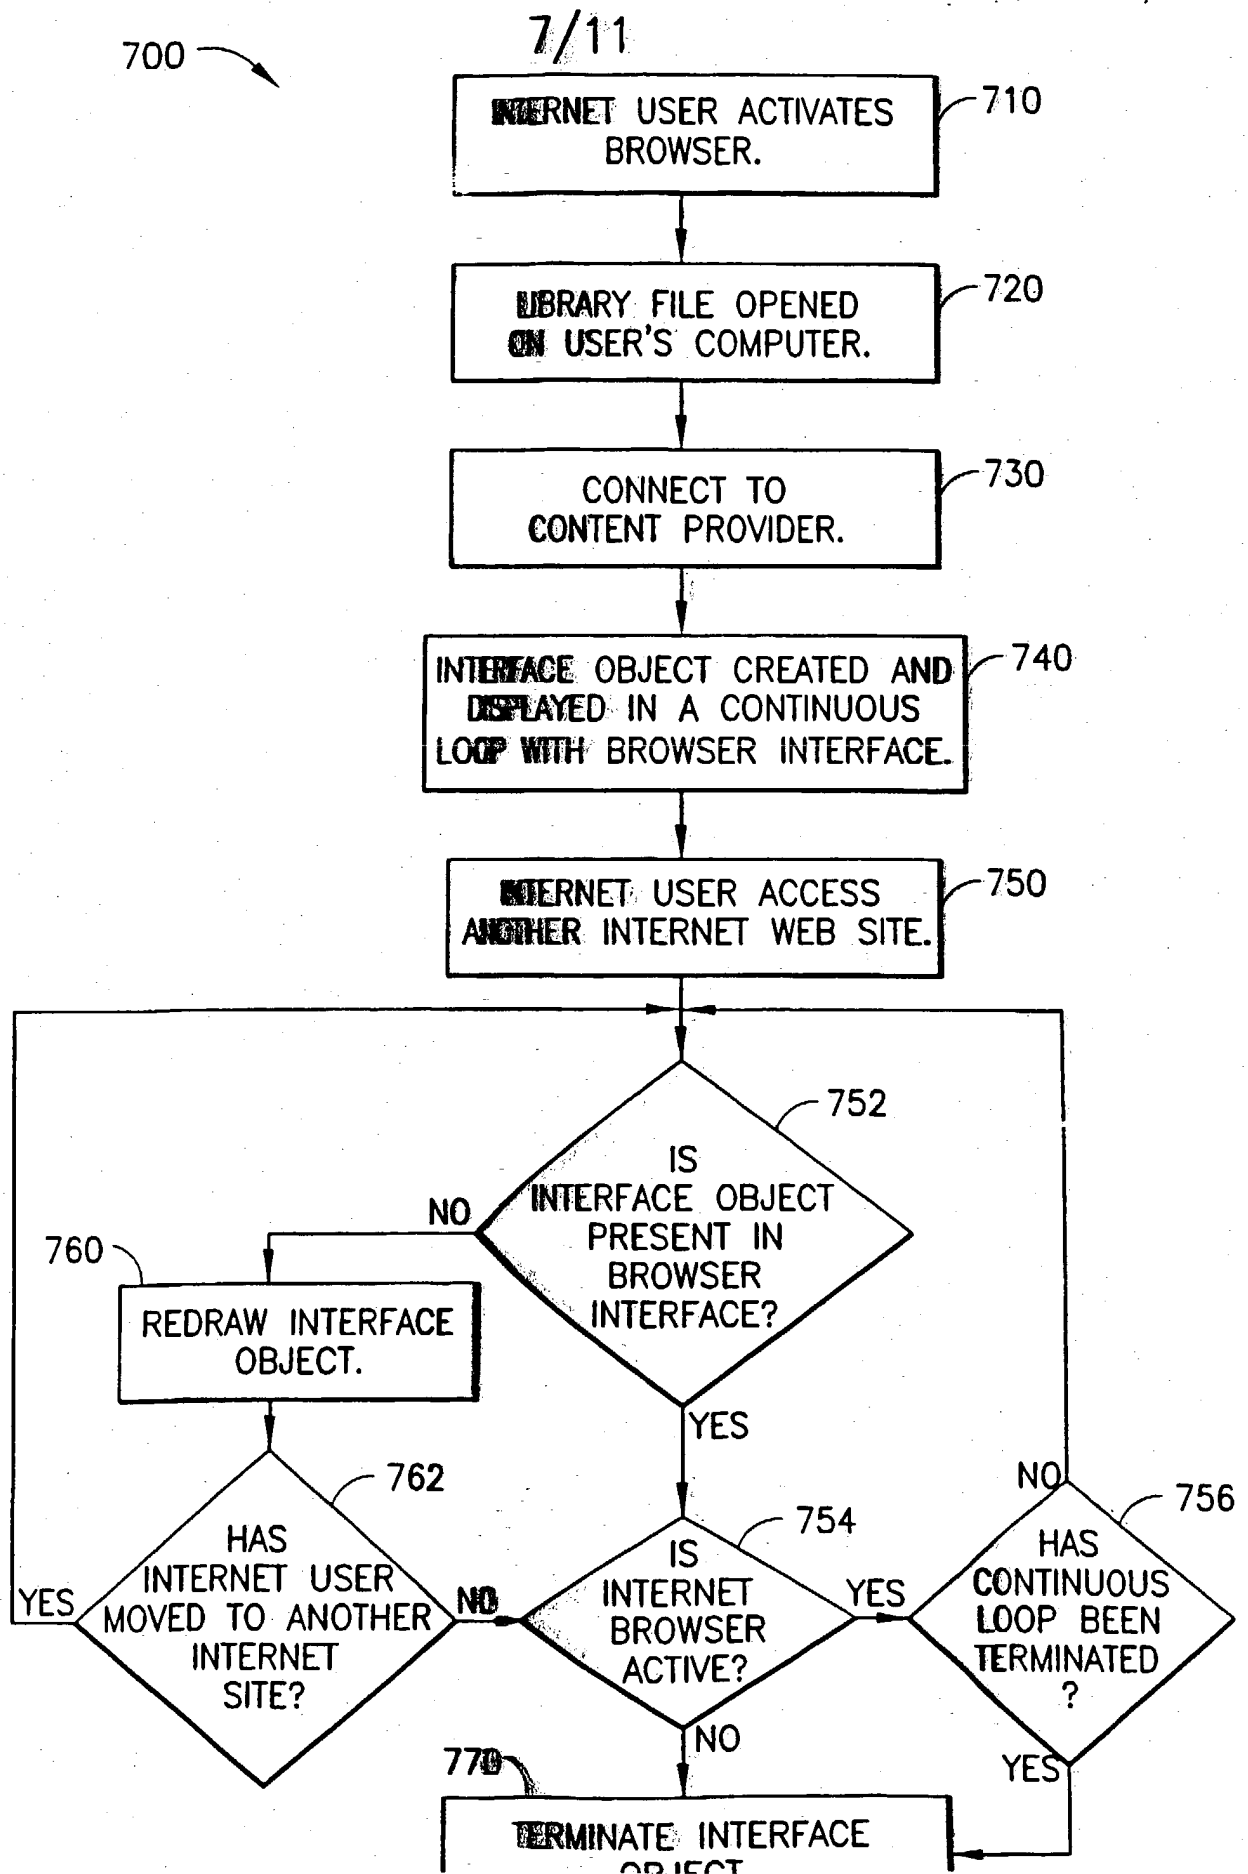 7/11
700
INTERNET USER ACTIVATES
BROWSER.
710
LIBRARY FILE OPENED
ON USER'S COMPUTER.
720
CONNECT TO
CONTENT PROVIDER.
730
INTERFACE OBJECT CREATED AND
DISPLAYED IN A CONTINUOUS
LOOP WITH BROWSER INTERFACE.
740
INTERNET USER ACCESS
ANOTHER INTERNET WEB SITE.
750
IS
INTERFACE OBJECT
PRESENT IN
BROWSER
INTERFACE?
752
NO
YES
760
REDRAW INTERFACE
OBJECT.
762
HAS
INTERNET USER
MOVED TO ANOTHER
INTERNET
SITE?
YES
NO
754
IS
INTERNET
BROWSER
ACTIVE?
YES
NO
756
NO
HAS
CONTINUOUS
LOOP BEEN
TERMINATED
?
YES
770
TERMINATE INTERFACE
OBJECT